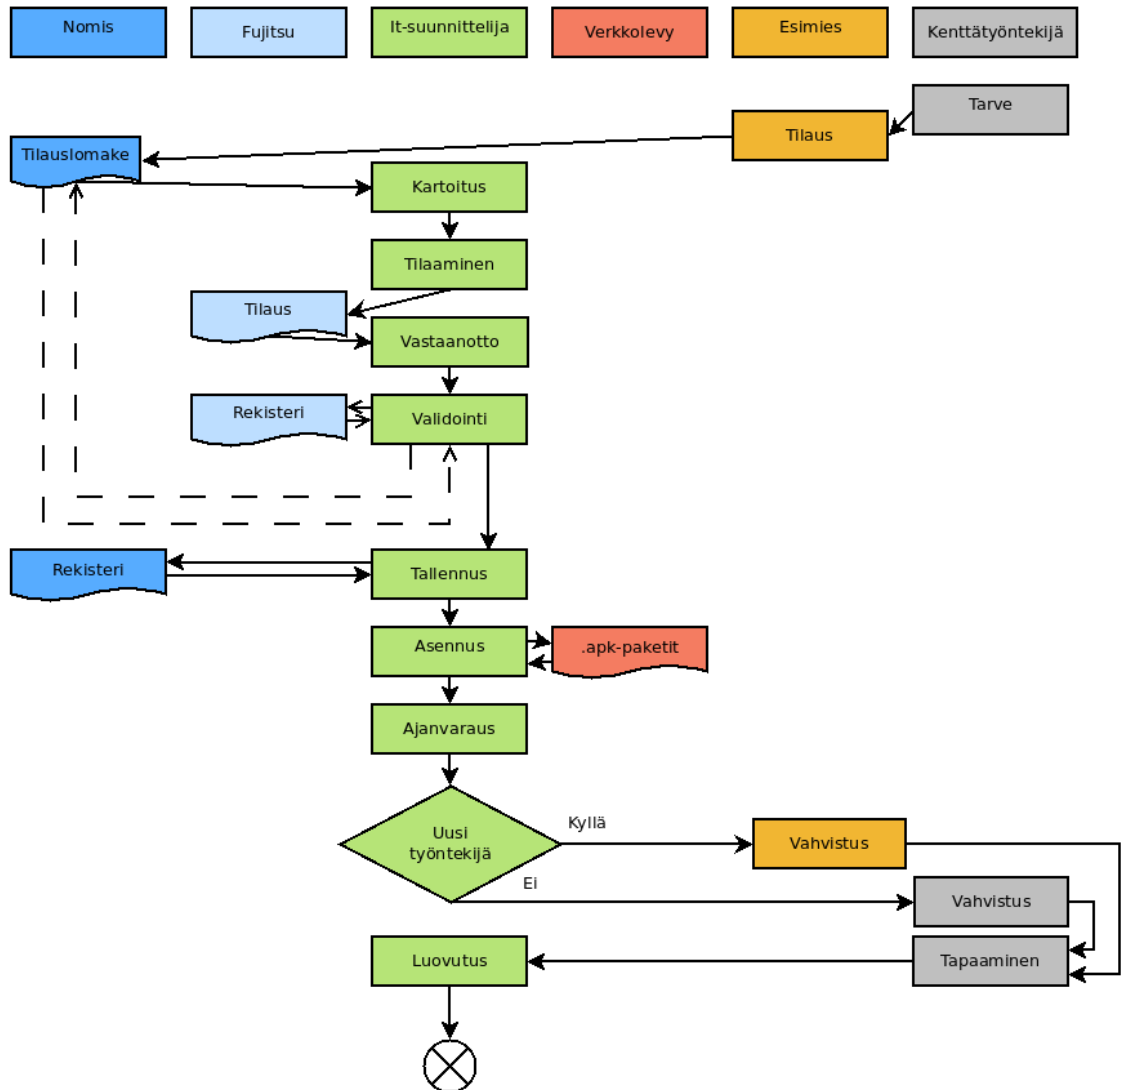 Nomis
Fujitsu
It-suunnittelija
Verkkolevy
Esimies
Kenttätyöntekijä
Tarve
Tilaus
Tilauslomake
Kartoitus
Tilaaminen
Tilaus
Vastaanotto
Rekisteri
Validointi
Rekisteri
Tallennus
Asennus
.apk-paketit
Ajanvaraus
Uusi
työntekijä
Kyllä
Vahvistus
Ei
Vahvistus
Luovutus
Tapaaminen